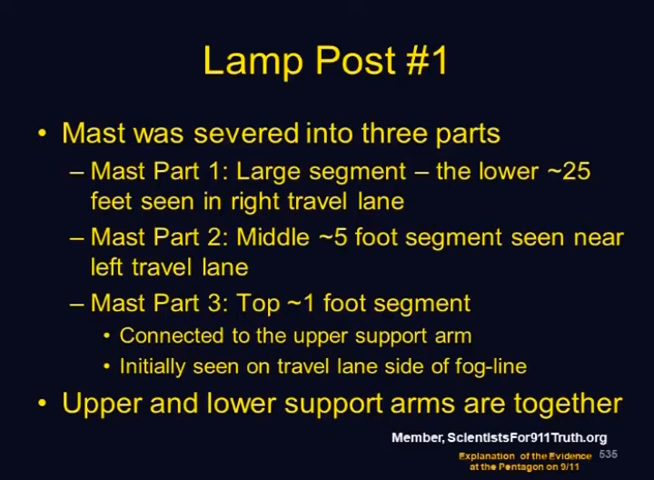 Lamp Post #1
• Mast was severed into three parts
– Mast Part 1: Large segment – the lower ~25
feet seen in right travel lane
– Mast Part 2: Middle ~5 foot segment seen near
left travel lane
– Mast Part 3: Top ~1 foot segment
• Connected to the upper support arm
• Initially seen on travel lane side of fog-line
• Upper and lower support arms are together
Member, ScientistsFor911Truth.org
Explanation of the Evidence 535
at the Pentagon on 9/11